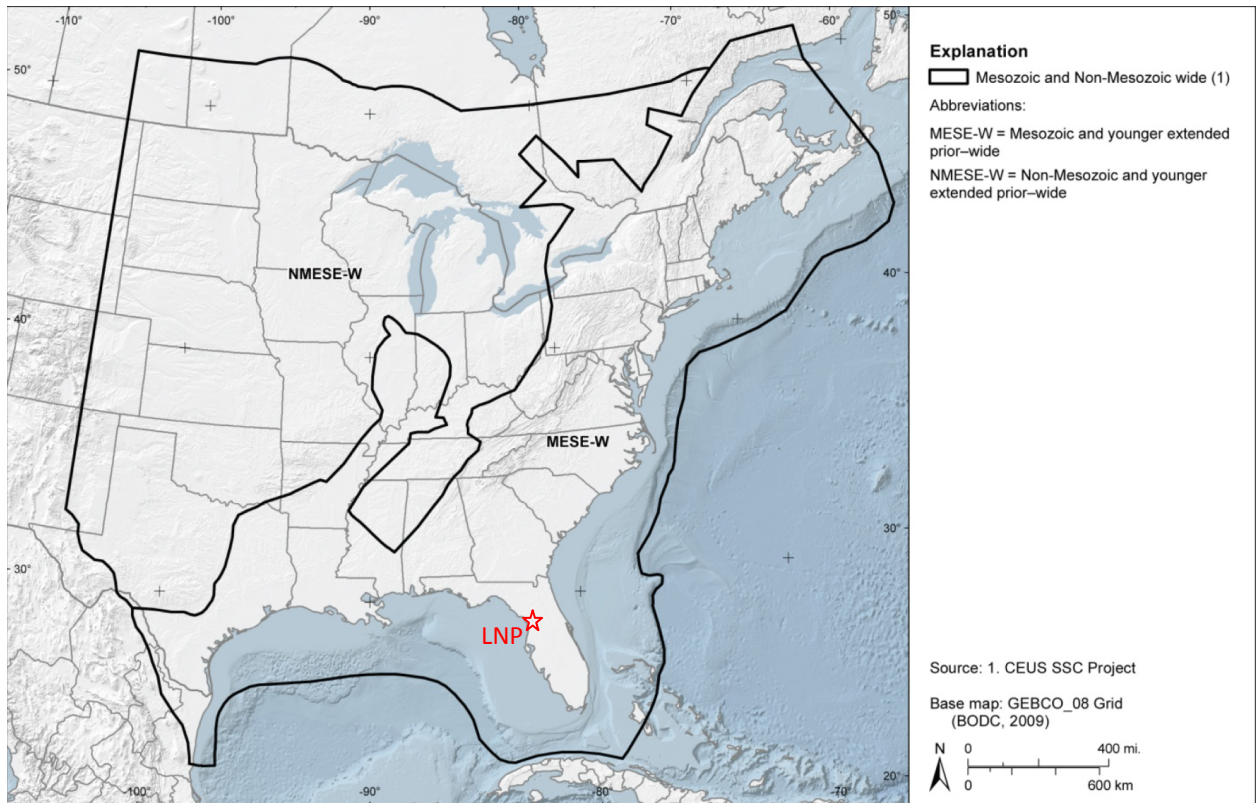 -110°
-100°
-90°
-80°
-70°
-60°
50°
50°
40°
40°
30°
30°
20°
100°
-90°
-80°
-70°
NMESE-W
MESE-W
LNP
Explanation
Mesozoic and Non-Mesozoic wide (1)
Abbreviations:
MESE-W = Mesozoic and younger extended
prior–wide
NMESE-W = Non-Mesozoic and younger
extended prior–wide
Source: 1. CEUS SSC Project
Base map: GEBCO_08 Grid
(BODC, 2009)
N
0 400 mi.
0 600 km